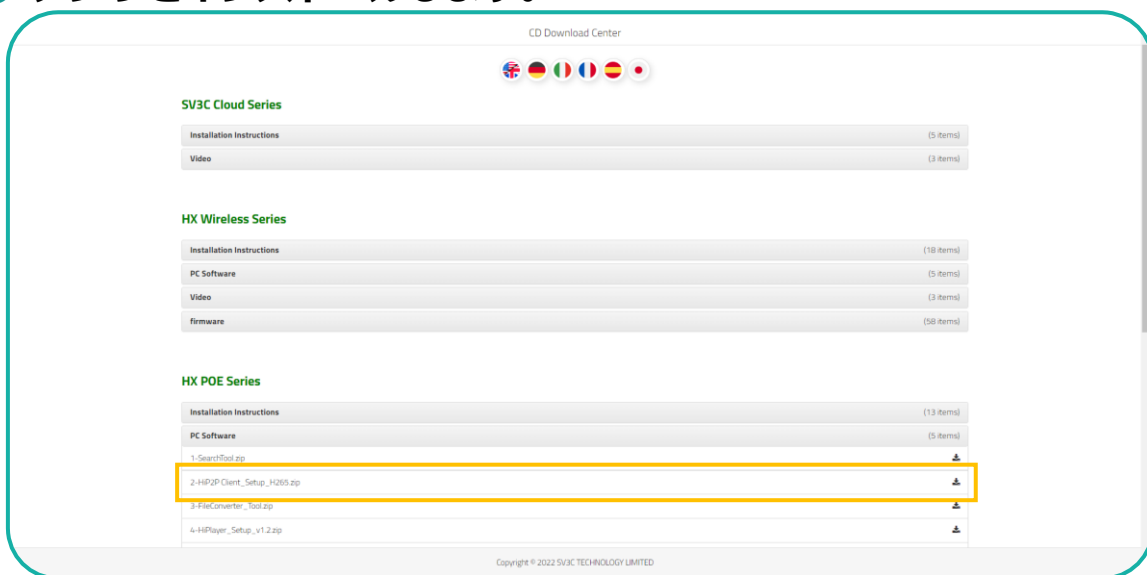 CD Download Center
SV3C Cloud Series
Installation Instructions (5 items)
Video (3 items)
HX Wireless Series
Installation Instructions (18 items)
PC Software (5 items)
Video (3 items)
firmware (58 items)
HX POE Series
Installation Instructions (13 items)
PC Software (5 items)
1-SearchTool.zip
2-HiP2P Client_Setup_H265.zip
3-FileConverter_Tool.zip
4-HiPlayer_Setup_v1.2.zip
Copyright © 2022 SV3C TECHNOLOGY LIMITED